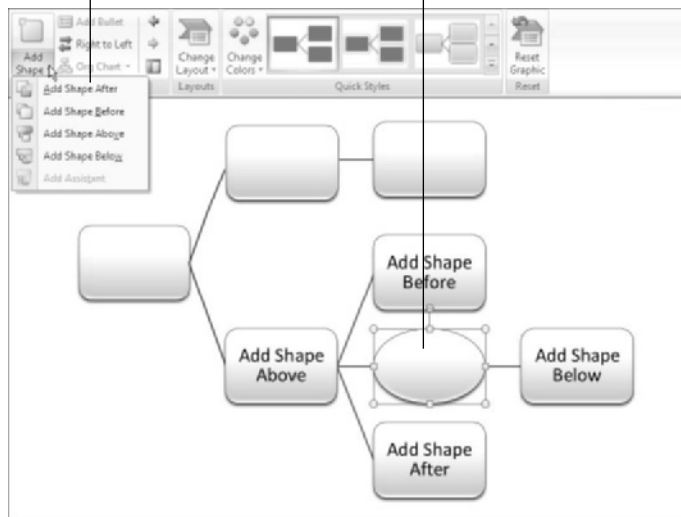 Add Bullet
Right to Left
Add
Shape
Org Chart
Change
Layout
Change
Colors
Reset
Graphic
Layouts
Quick Styles
Reset
Add Shape After
Add Shape Before
Add Shape Above
Add Shape Below
Add Assistant
Add Shape
Before
Add Shape
Above
Add Shape
Below
Add Shape
After